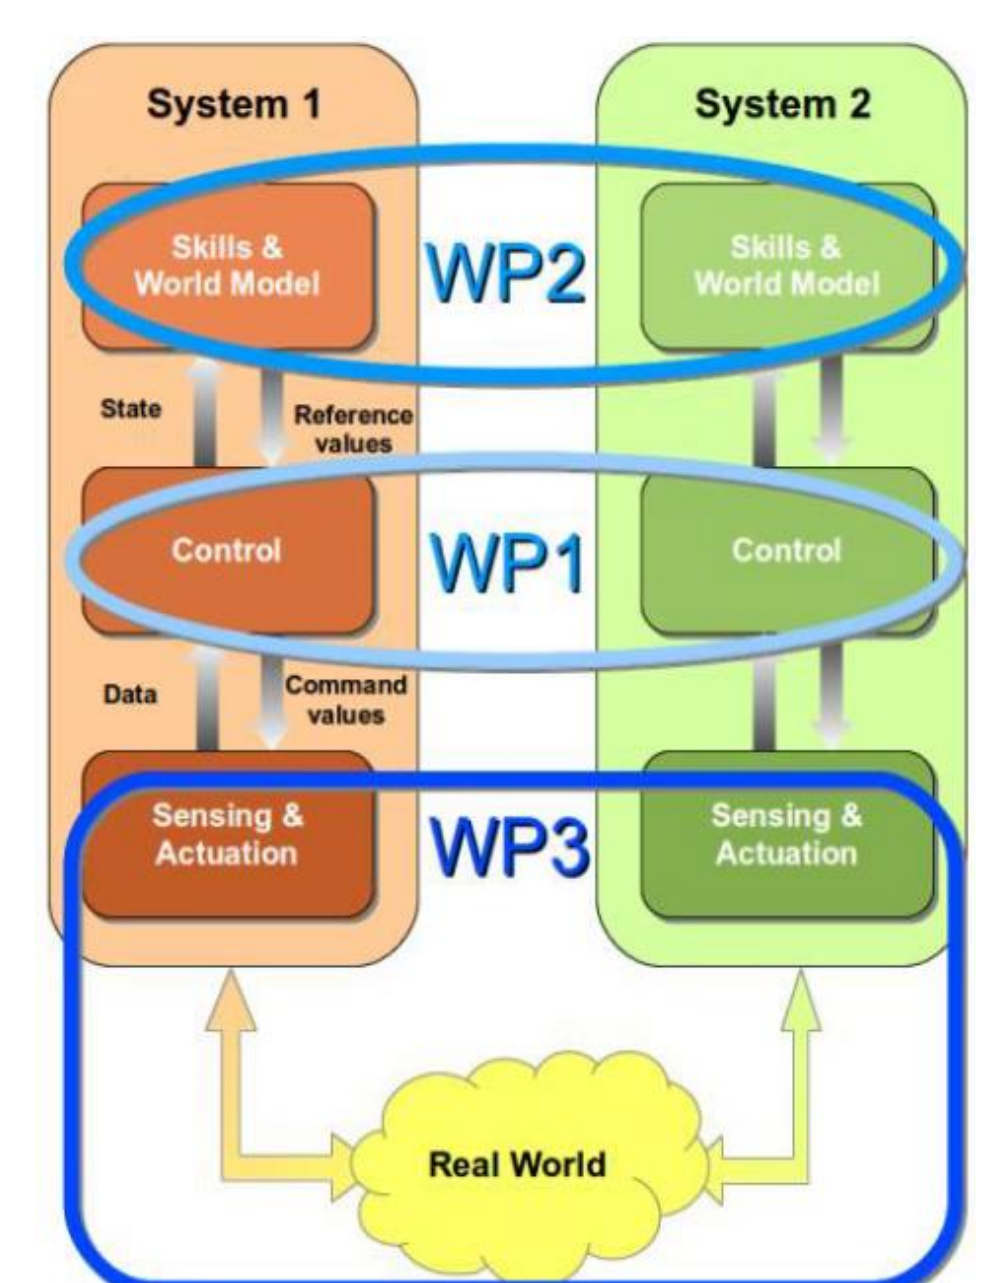 System 1
System 2
Skills &
World Model
WP2
Skills &
World Model
State
Reference
values
Control
WP1
Control
Data
Command
values
Sensing &
Actuation
WP3
Sensing &
Actuation
Real World